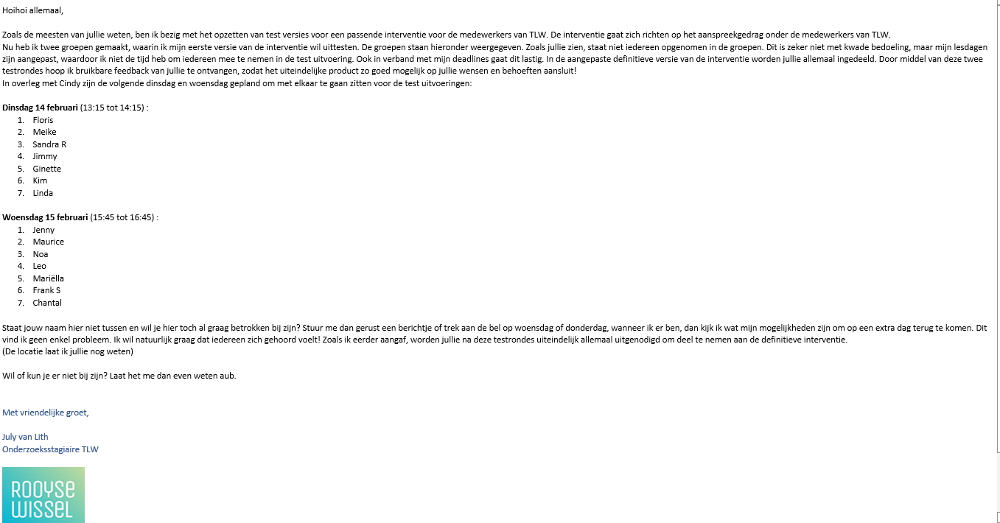 Hoihoi allemaal,
Zoals de meesten van jullie weten, ben ik bezig met het opzetten van test versies voor een passende interventie voor de medewerkers van TLW. De interventie gaat zich richten op het aanspreekgedrag onder de medewerkers van TLW.
Nu heb ik twee groepen gemaakt, waarin ik mijn eerste versie van de interventie wil uittesten. De groepen staan hieronder weergegeven. Zoals jullie zien, staat niet iedereen opgenomen in de groepen. Dit is zeker niet met kwade bedoeling, maar mijn lesdagen
zijn aangepast, waardoor ik niet de tijd heb om iedereen mee te nemen in de test uitvoering. Ook in verband met mijn deadlines gaat dit lastig. In de aangepaste definitieve versie van de interventie worden jullie allemaal ingedeeld. Door middel van deze twee
testrondes hoop ik bruikbare feedback van jullie te ontvangen, zodat het uiteindelijke product zo goed mogelijk op jullie wensen en behoeften aansluit!
In overleg met Cindy zijn de volgende dinsdag en woensdag gepland om met elkaar te gaan zitten voor de test uitvoeringen:
Dinsdag 14 februari (13:15 tot 14:15) :
1. Floris
2. Meike
3. Sandra R
4. Jimmy
5. Ginette
6. Kim
7. Linda
Woensdag 15 februari (15:45 tot 16:45) :
1. Jenny
2. Maurice
3. Noa
4. Leo
5. Mariëlla
6. Frank S
7. Chantal
Staat jouw naam hier niet tussen en wil je hier toch al graag betrokken bij zijn? Stuur me dan gerust een berichtje of trek aan de bel op woensdag of donderdag, wanneer ik er ben, dan kijk ik wat mijn mogelijkheden zijn om op een extra dag terug te komen. Dit
vind ik geen enkel probleem. Ik wil natuurlijk graag dat iedereen zich gehoord voelt! Zoals ik eerder aangaf, worden jullie na deze testrondes uiteindelijk allemaal uitgenodigd om deel te nemen aan de definitieve interventie.
(De locatie laat ik jullie nog weten)
Wil of kun je er niet bij zijn? Laat het me dan even weten aub.
Met vriendelijke groet,
July van Lith
Onderzoeksstagiaire TLW
ROOYSE
WISSEL